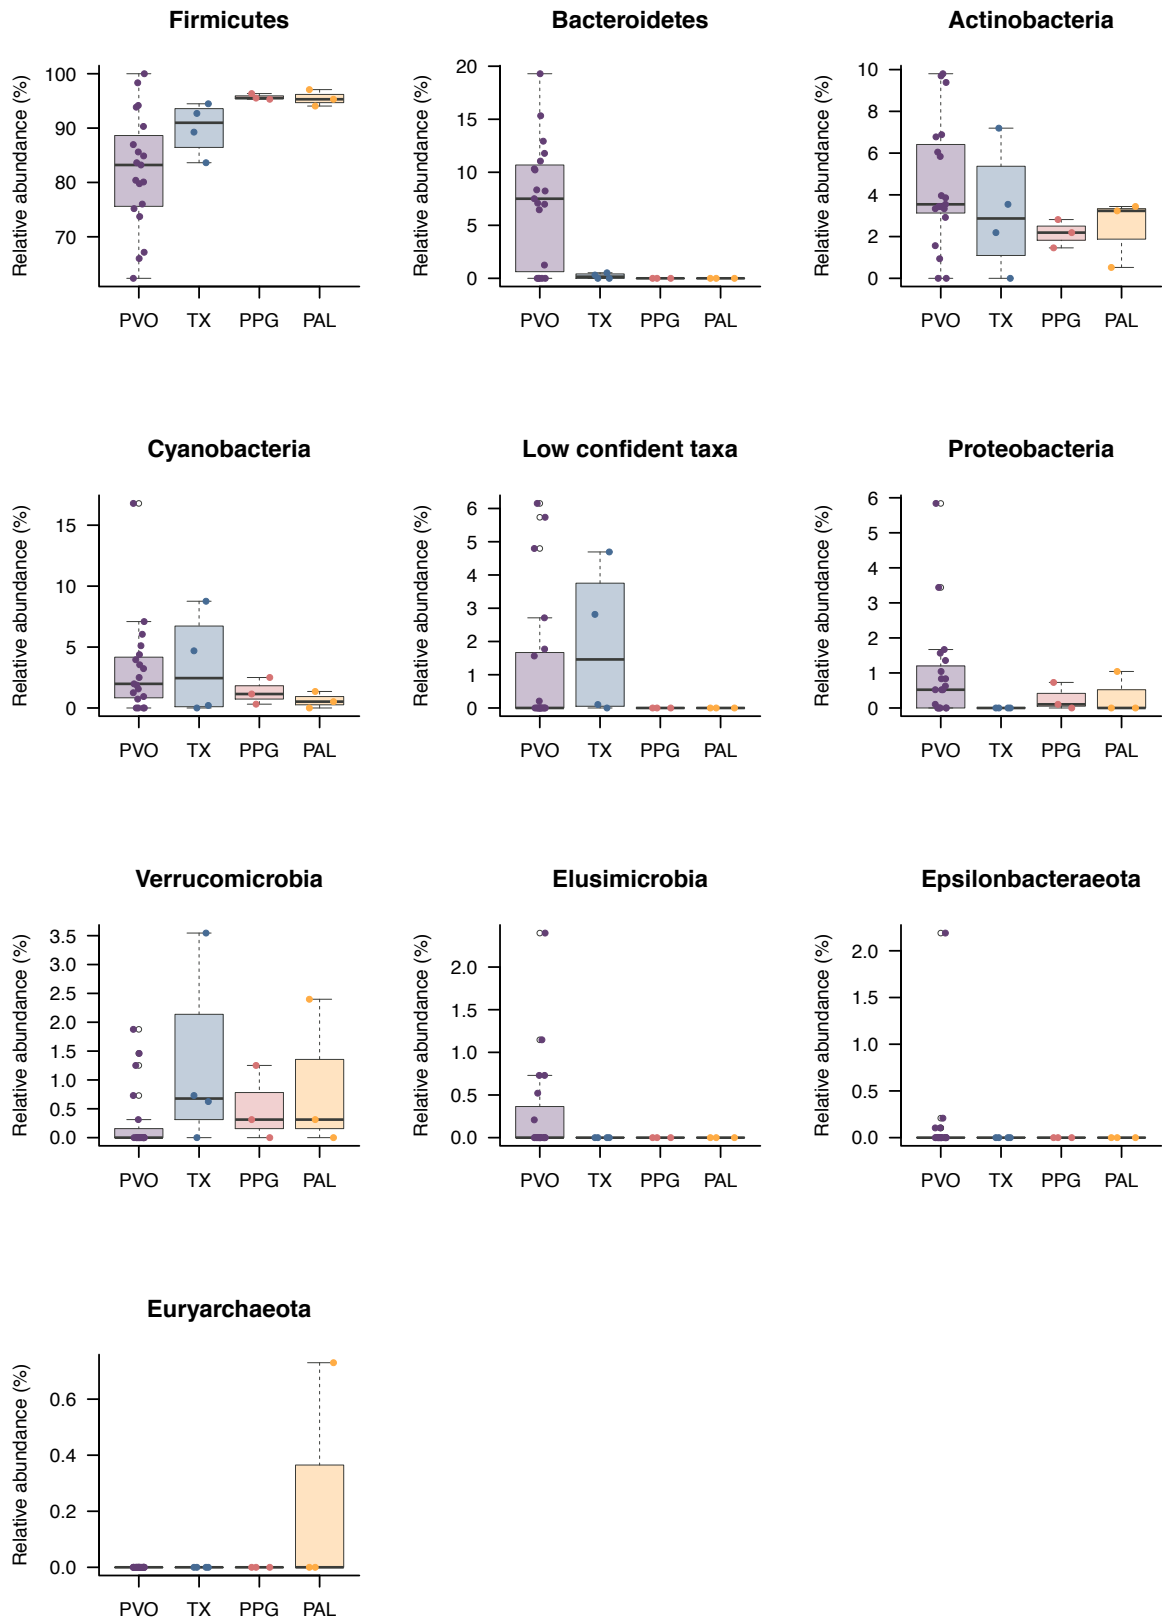 Firmicutes
Relative abundance (%)
100
90
80
70
PVO TX PPG PAL
Bacteroidetes
Relative abundance (%)
20
15
10
5
0
PVO TX PPG PAL
Actinobacteria
Relative abundance (%)
10
8
6
4
2
0
PVO TX PPG PAL
Cyanobacteria
Relative abundance (%)
15
10
5
0
PVO TX PPG PAL
Low confident taxa
Relative abundance (%)
6
5
4
3
2
1
0
PVO TX PPG PAL
Proteobacteria
Relative abundance (%)
6
5
4
3
2
1
0
PVO TX PPG PAL
Verrucomicrobia
Relative abundance (%)
3.5
3.0
2.5
2.0
1.5
1.0
0.5
0.0
PVO TX PPG PAL
Elusimicrobia
Relative abundance (%)
2.0
1.5
1.0
0.5
0.0
PVO TX PPG PAL
Epsilonbacteraeota
Relative abundance (%)
2.0
1.5
1.0
0.5
0.0
PVO TX PPG PAL
Euryarchaeota
Relative abundance (%)
0.6
0.4
0.2
0.0
PVO TX PPG PAL